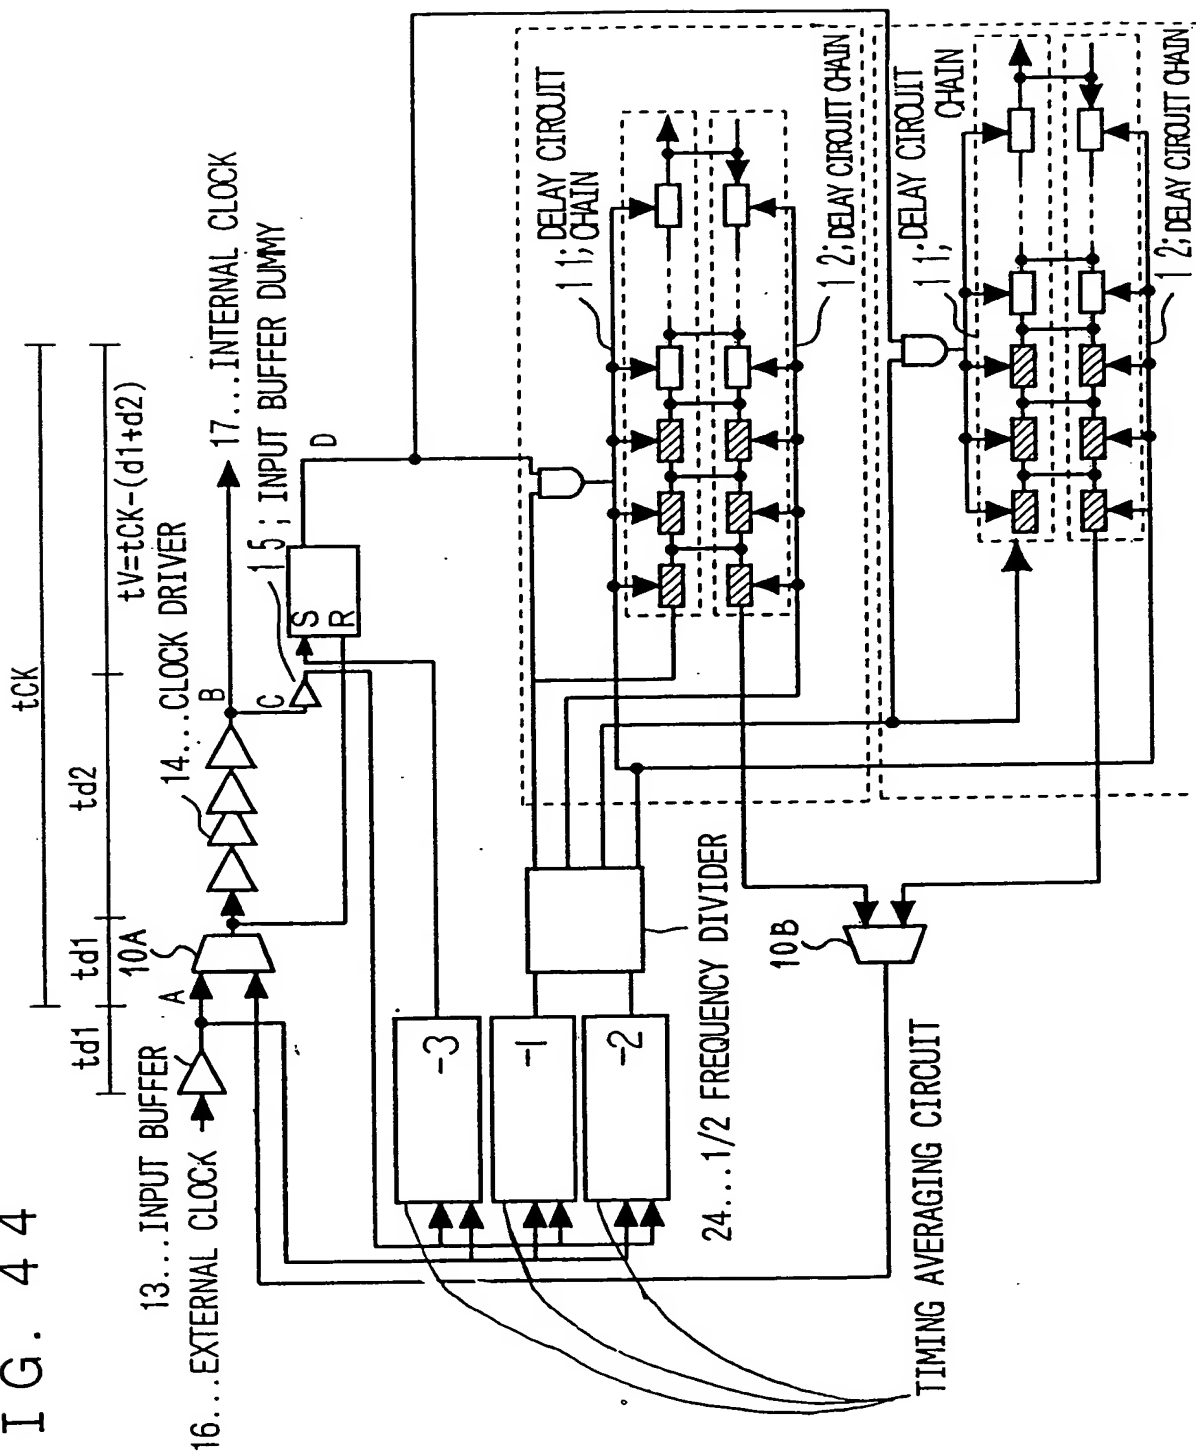 I G . 4 4
tCK
td1
td1
td2
tV=tCK-(d1+d2)
13...INPUT BUFFER
16...EXTERNAL CLOCK
A
10A
14...CLOCK DRIVER
B
17...INTERNAL CLOCK
C
15; INPUT BUFFER DUMMY
S
R
D
-3
-1
-2
24...1/2 FREQUENCY DIVIDER
10B
TIMING AVERAGING CIRCUIT
11; DELAY CIRCUIT
CHAIN
12; DELAY CIRCUIT CHAIN
11; DELAY CIRCUIT
CHAIN
12; DELAY CIRCUIT CHAIN